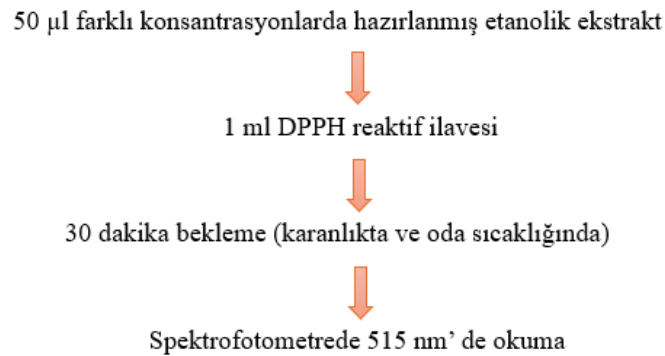 50 µl farklı konsantrasyonlarda hazırlanmış etanolik ekstrakt
1 ml DPPH reaktif ilavesi
30 dakika bekleme (karanlıkta ve oda sıcaklığında)
Spektrofotometrede 515 nm’ de okuma